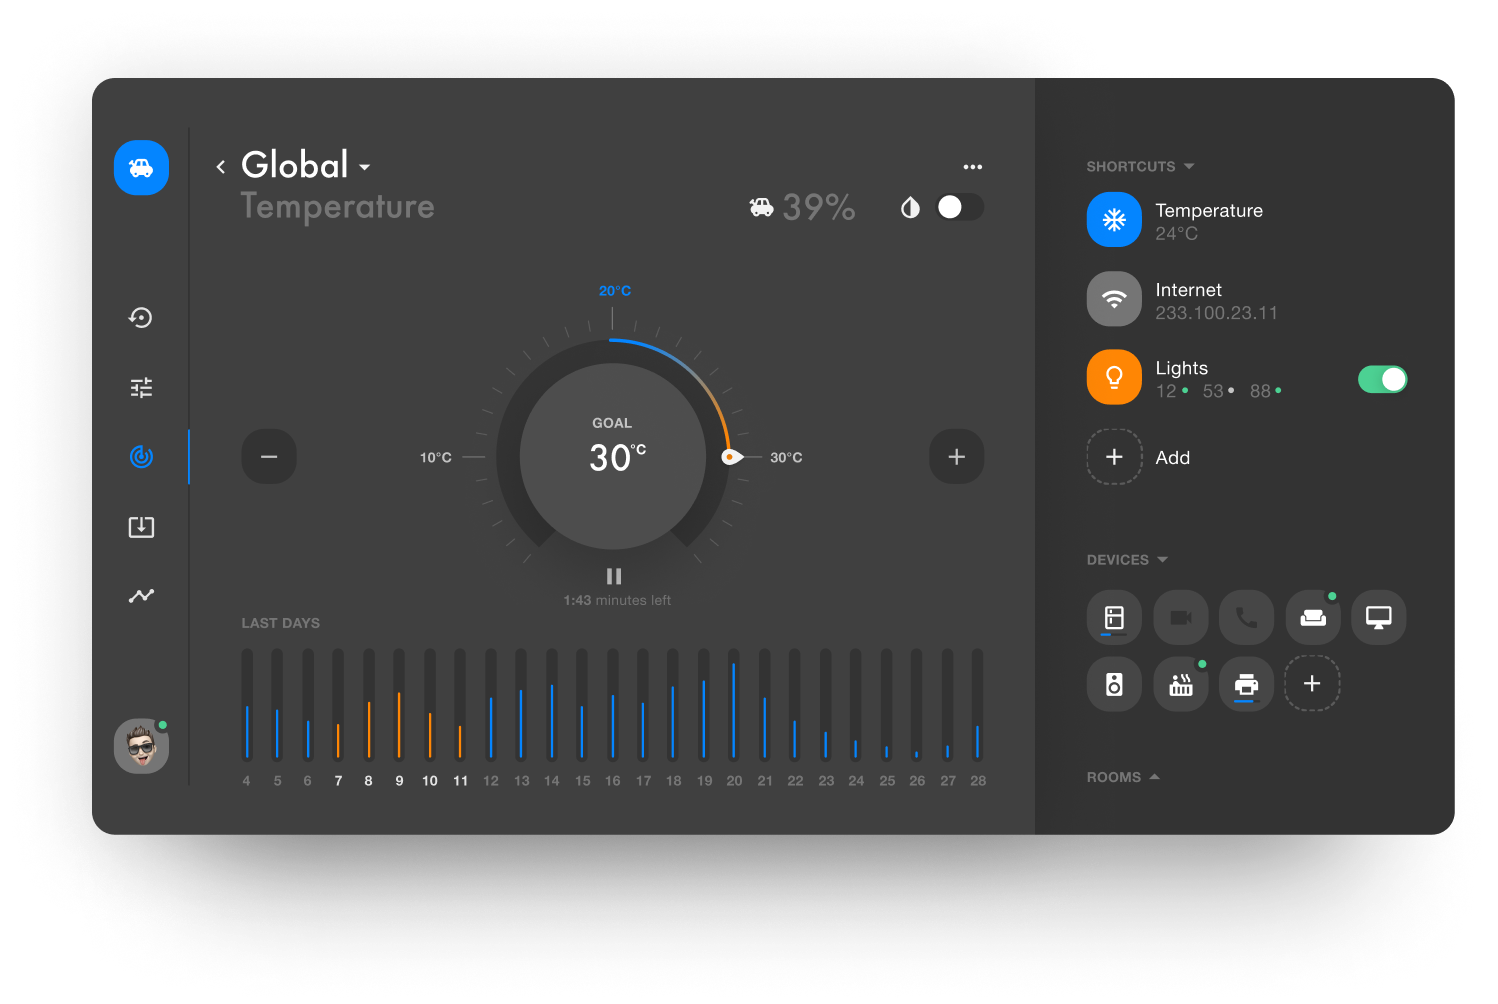 Global
Temperature
39%
20°C
GOAL
30°C
10°C
30°C
1:43 minutes left
LAST DAYS
4 5 6 7 8 9 10 11 12 13 14 15 16 17 18 19 20 21 22 23 24 25 26 27 28
SHORTCUTS
Temperature
24°C
Internet
233.100.23.11
Lights
12 53 88
Add
DEVICES
ROOMS